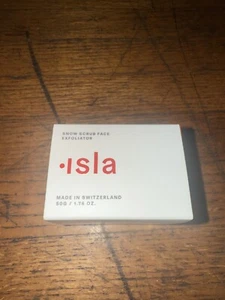 SNOW SCRUB FACE
EXFOLIATOR
isla
MADE IN SWITZERLAND
50G / 1.76 OZ.